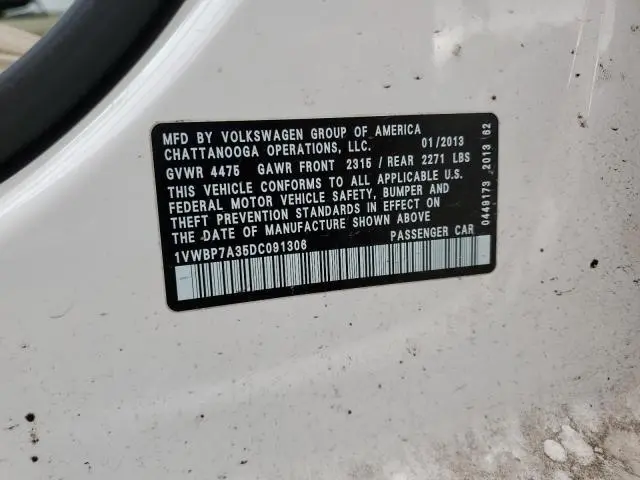 MFD BY VOLKSWAGEN GROUP OF AMERICA
CHATTANOOGA OPERATIONS, LLC. 01/2013
GVWR 4475 GAWR FRONT 2315 / REAR 2271 LBS
THIS VEHICLE CONFORMS TO ALL APPLICABLE U.S.
FEDERAL MOTOR VEHICLE SAFETY, BUMPER AND
THEFT PREVENTION STANDARDS IN EFFECT ON
THE DATE OF MANUFACTURE SHOWN ABOVE
1VWBP7A35DC091306 PASSENGER CAR
0449173 2013 62